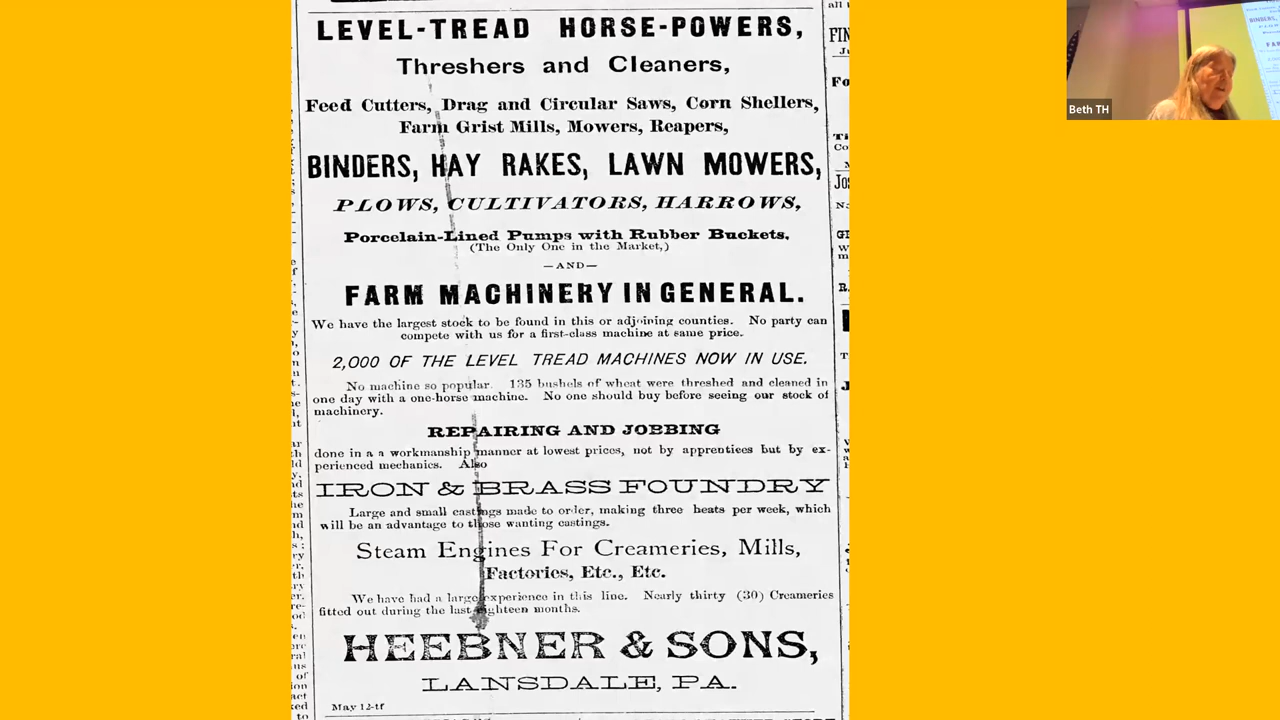 LEVEL-TREAD HORSE-POWERS,
Threshers and Cleaners,
Feed Cutters, Drag and Circular Saws, Corn Shellers,
Farm Grist Mills, Mowers, Reapers,
BINDERS, HAY RAKES, LAWN MOWERS,
PLOWS, CULTIVATORS, HARROWS,
Porcelain-Lined Pumps with Rubber Buckets.
(The Only One in the Market,)
—AND—
FARM MACHINERY IN GENERAL.
We have the largest stock to be found in this or adjoining counties. No party can
compete with us for a first-class machine at same price.
2,000 OF THE LEVEL TREAD MACHINES NOW IN USE.
No machine so popular. 135 bushels of wheat were threshed and cleaned in
one day with a one-horse machine. No one should buy before seeing our stock of
machinery.
REPAIRING AND JOBBING
done in a a workmanship manner at lowest prices, not by apprentices but by ex-
perienced mechanics. Also
IRON & BRASS FOUNDRY
Large and small castings made to order, making three heats per week, which
will be an advantage to those wanting castings.
Steam Engines For Creameries, Mills,
Factories, Etc., Etc.
We have had a large experience in this line. Nearly thirty (30) Creameries
fitted out during the last eighteen months.
HEEBNER & SONS,
LANSDALE, PA.
May 12-tf
Beth TH